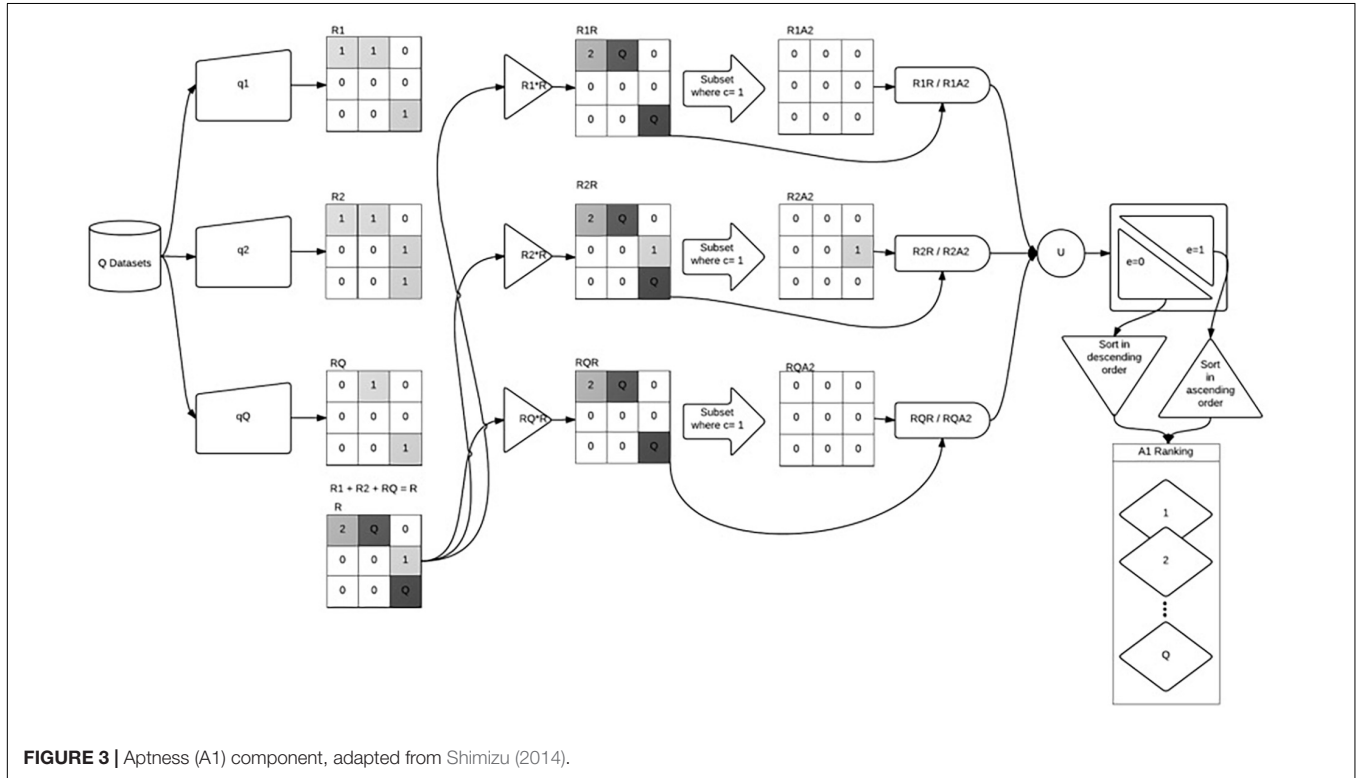 R1
1 1 0
0 0 0
0 0 1
q1
R1*R
R1R
2 Q 0
0 0 0
0 0 Q
Subset
where c= 1
R1A2
0 0 0
0 0 0
0 0 0
R1R / R1A2
Q Datasets
q2
R2
1 1 0
0 0 1
0 0 1
R2*R
R2R
2 Q 0
0 0 1
0 0 Q
Subset
where c= 1
R2A2
0 0 0
0 0 1
0 0 0
R2R / R2A2
U
e=0
e=1
qQ
RQ
0 1 0
0 0 0
0 0 1
RQ*R
RQR
2 Q 0
0 0 0
0 0 Q
Subset
where c= 1
RQA2
0 0 0
0 0 0
0 0 0
RQR / RQA2
Sort in
descending
order
Sort
in
ascending
order
R1 + R2 + RQ = R
R
2 Q 0
0 0 1
0 0 Q
A1 Ranking
1
2
Q
FIGURE 3 | Aptness (A1) component, adapted from Shimizu (2014).